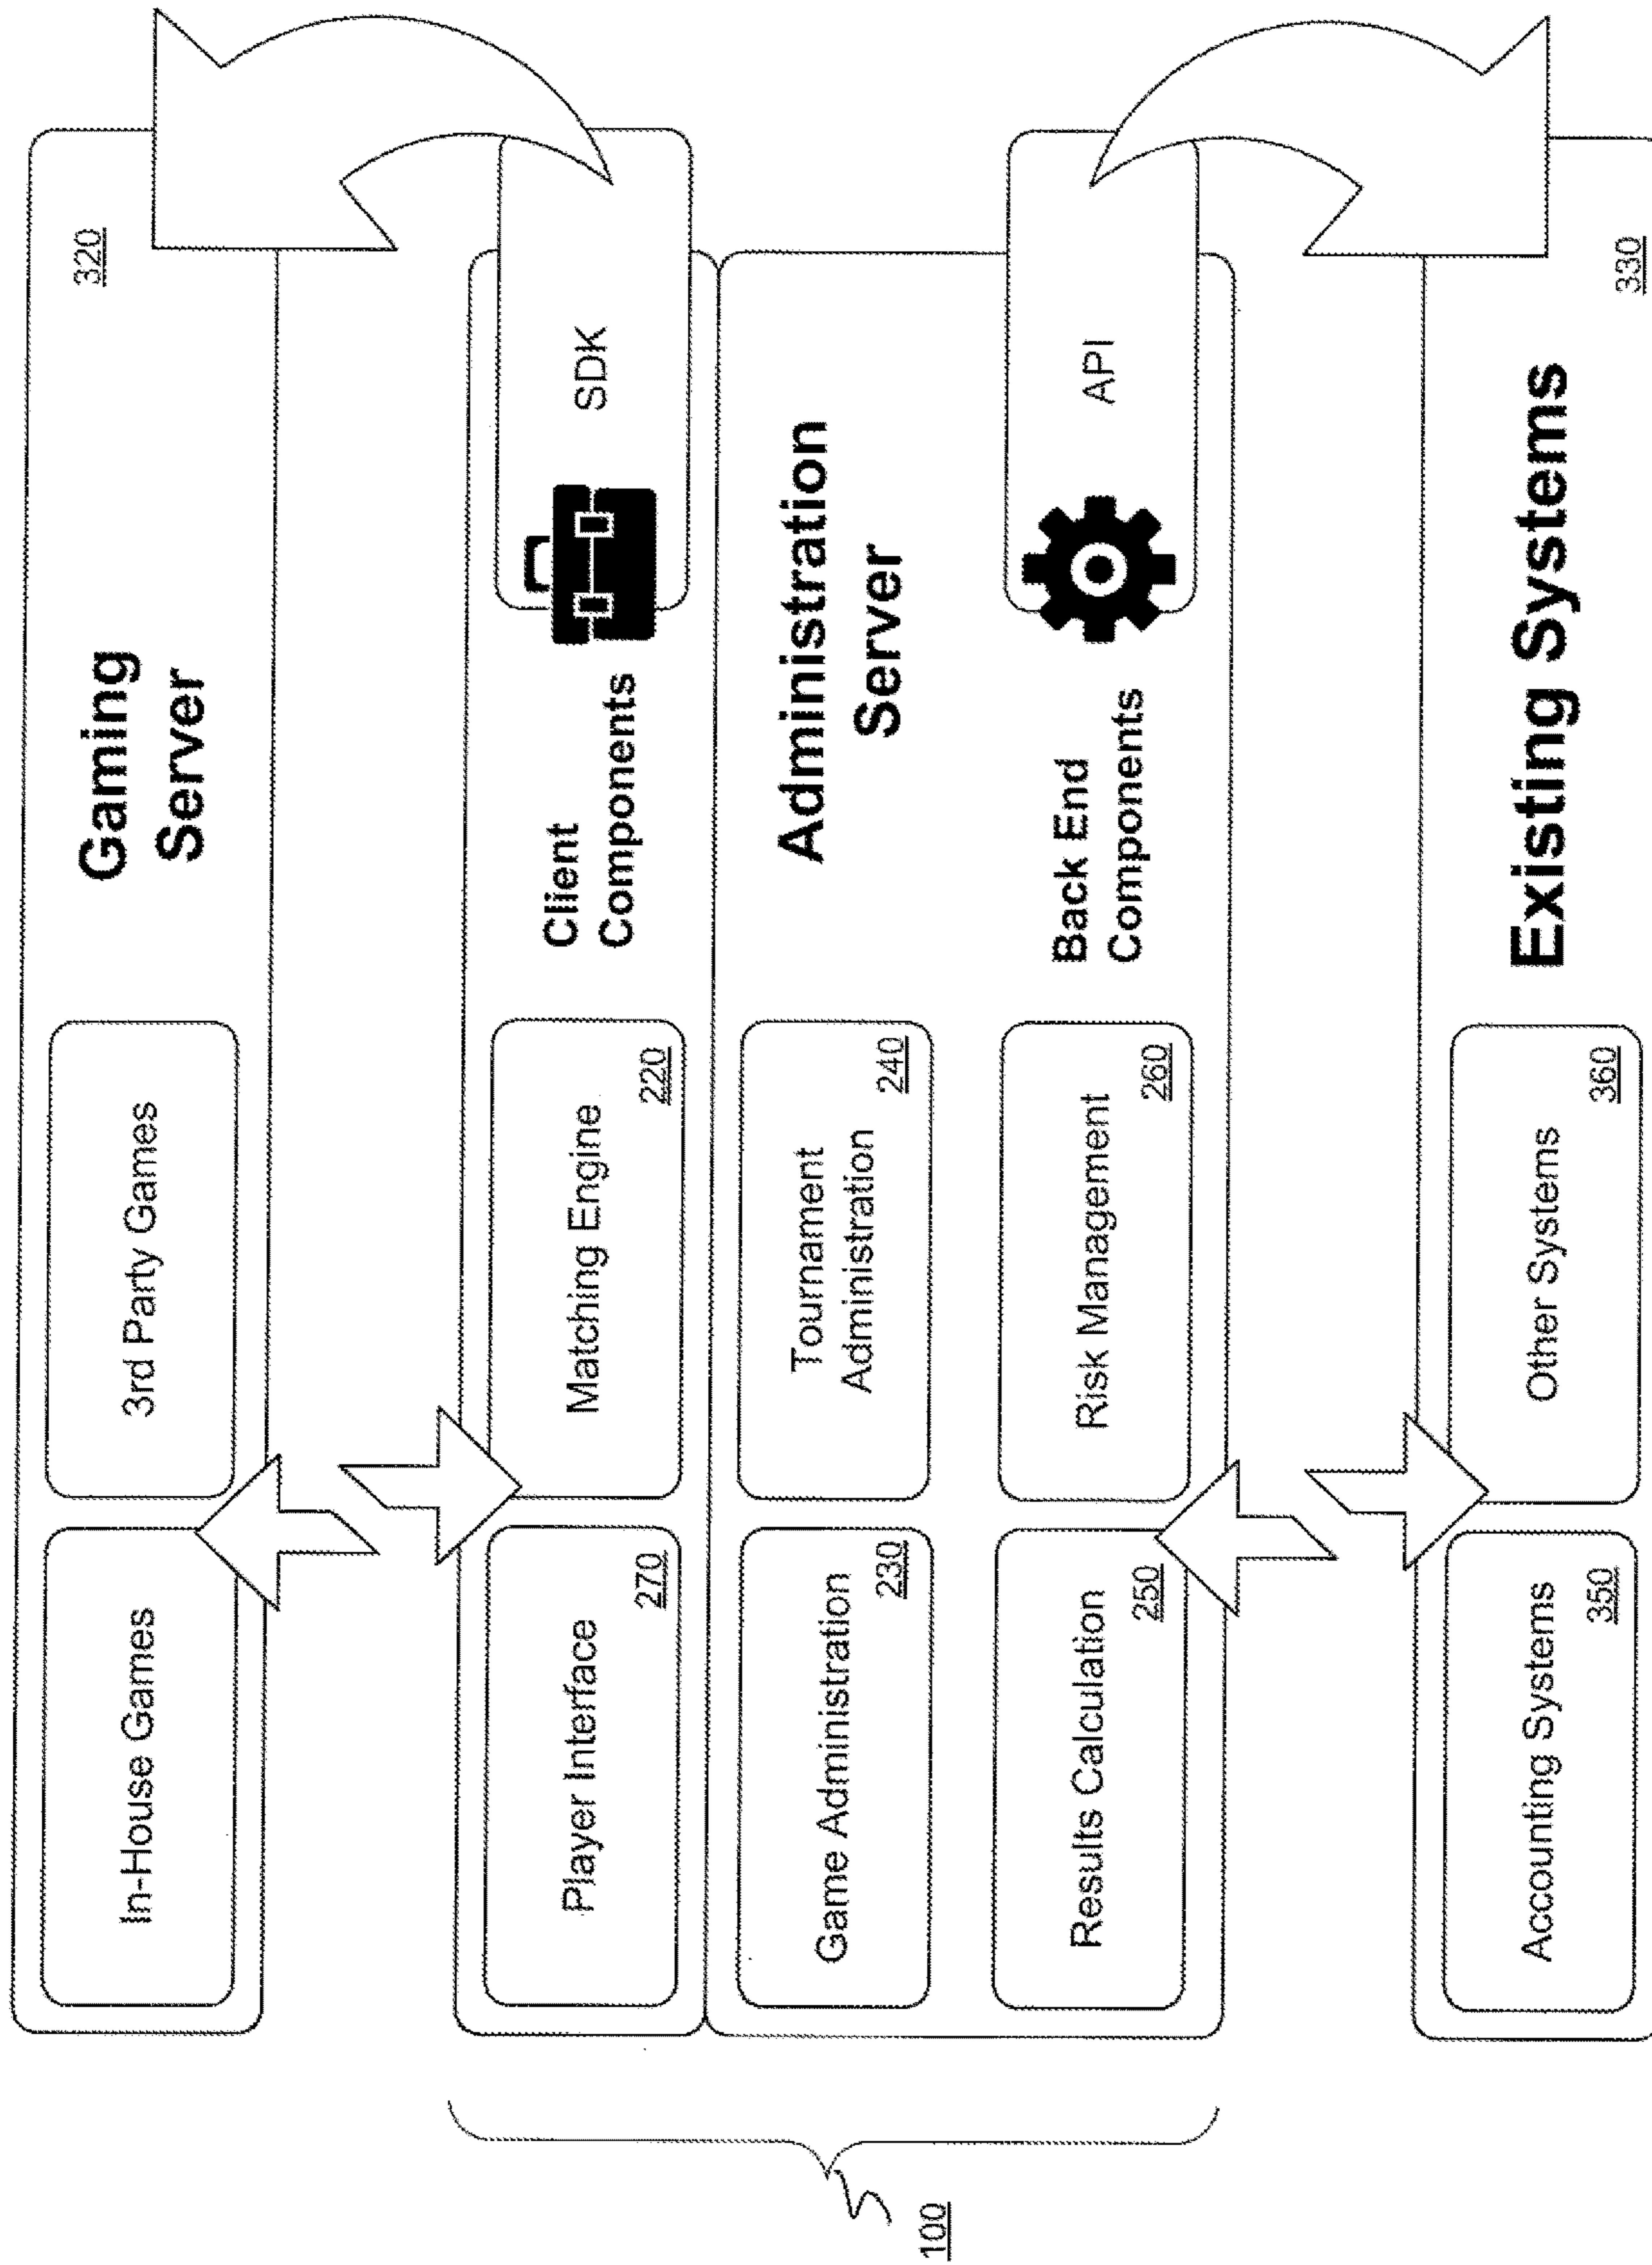 In-House Games
3rd Party Games
Gaming
Server
320
Player Interface
270
Matching Engine
220
Client
Components
SDK
Game Administration
230
Tournament
Administration
240
Administration
Server
Results Calculation
250
Risk Management
260
Back End
Components
API
Accounting Systems
350
Other Systems
360
Existing Systems
330
100